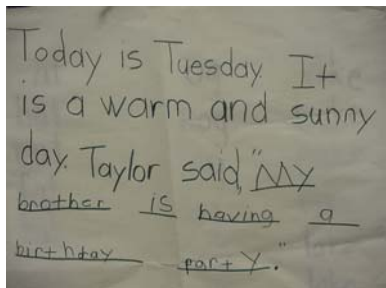 Today is Tuesday. It
is a warm and sunny
day. Taylor said, "My
brother is having a
birthday party."